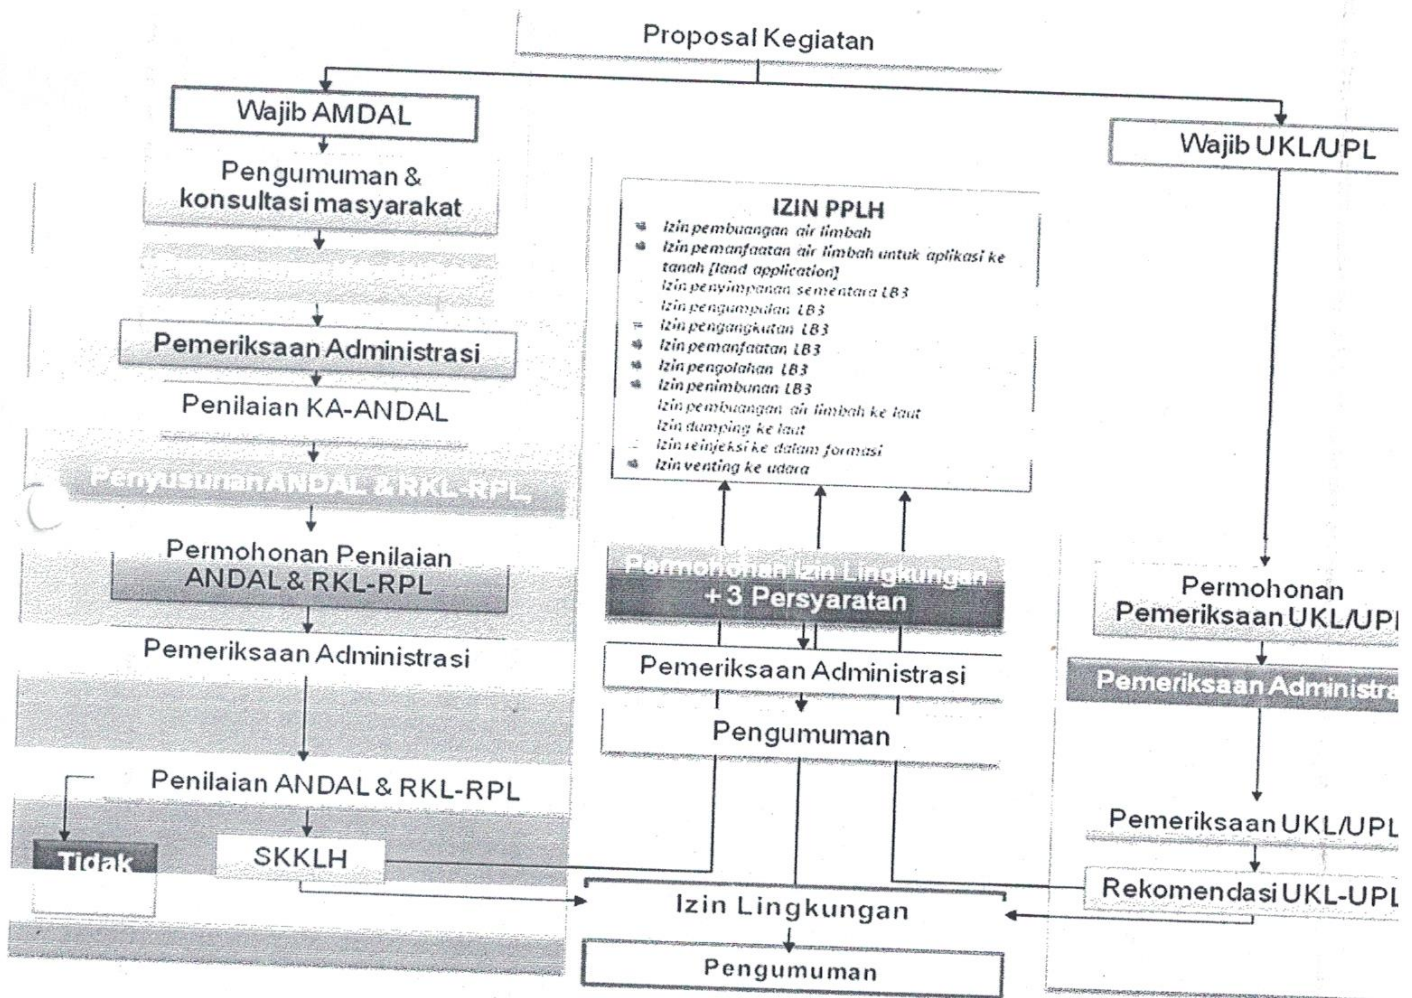 Proposal Kegiatan
Wajib AMDAL
Pengumuman &
konsultasi masyarakat
Pemeriksaan Administrasi
Penilaian KA-ANDAL
Penyusunan ANDAL & RKL-RPL
Permohonan Penilaian
ANDAL & RKL-RPL
Pemeriksaan Administrasi
Penilaian ANDAL & RKL-RPL
Tidak
SKKLH
IZIN PPLH
Izin pembuangan air limbah
Izin pemanfaatan air limbah untuk aplikasi ke
tanah [land application]
Izin penyimpanan sementara LB3
Izin pengumpulan LB3
Izin pengangkutan LB3
Izin pemanfaatan LB3
Izin pengolahan LB3
Izin penimbunan LB3
Izin pembuangan air limbah ke laut
Izin dumping ke laut
Izin reinjeksi ke dalam formasi
Izin venting ke udara
Permohonan Izin Lingkungan
+ 3 Persyaratan
Pemeriksaan Administrasi
Pengumuman
Izin Lingkungan
Pengumuman
Wajib UKL/UPL
Permohonan
Pemeriksaan UKL/UPL
Pemeriksaan Administra
Pemeriksaan UKL/UPL
Rekomendasi UKL-UPL